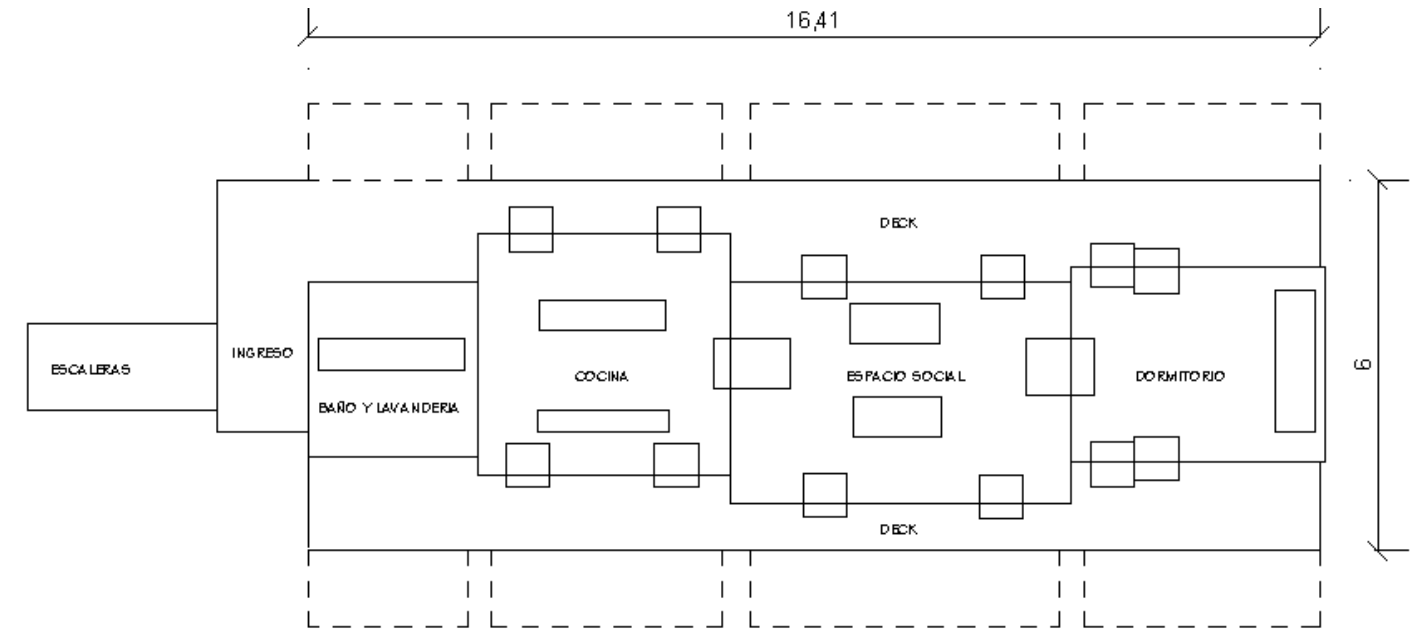 16,41
DECK
INGRESO
ESCALERAS
COCINA
ESPACIO SOCIAL
DORMITORIO
6
BAÑO Y LAVANDERIA
DECK